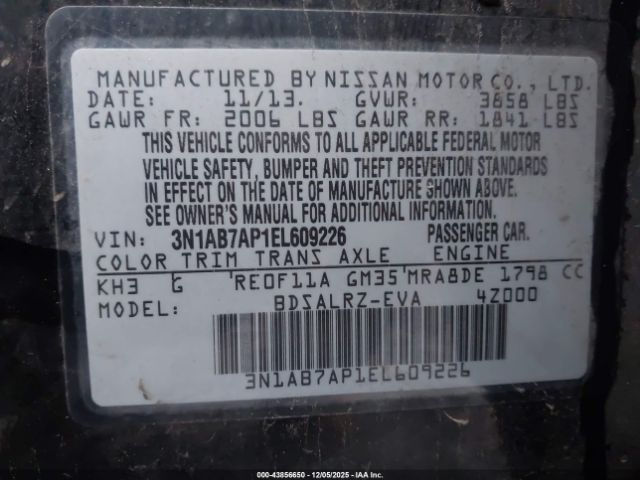 MANUFACTURED BY NISSAN MOTOR CO., LTD.
DATE: 11/13. GVWR: 3858 LBS
GAWR FR: 2006 LBS GAWR RR: 1841 LBS
THIS VEHICLE CONFORMS TO ALL APPLICABLE FEDERAL MOTOR
VEHICLE SAFETY, BUMPER AND THEFT PREVENTION STANDARDS
IN EFFECT ON THE DATE OF MANUFACTURE SHOWN ABOVE.
SEE OWNER'S MANUAL FOR ADDITIONAL INFORMATION
VIN: 3N1AB7AP1EL609226 PASSENGER CAR.
COLOR TRIM TRANS AXLE ENGINE
KH3 G RE0F11A GM35 MRA8DE 1798 CC
MODEL: BDSALRZ-EVA 4Z000
3N1AB7AP1EL609226
000-43856650 - 12/05/2025 - IAAI.COM